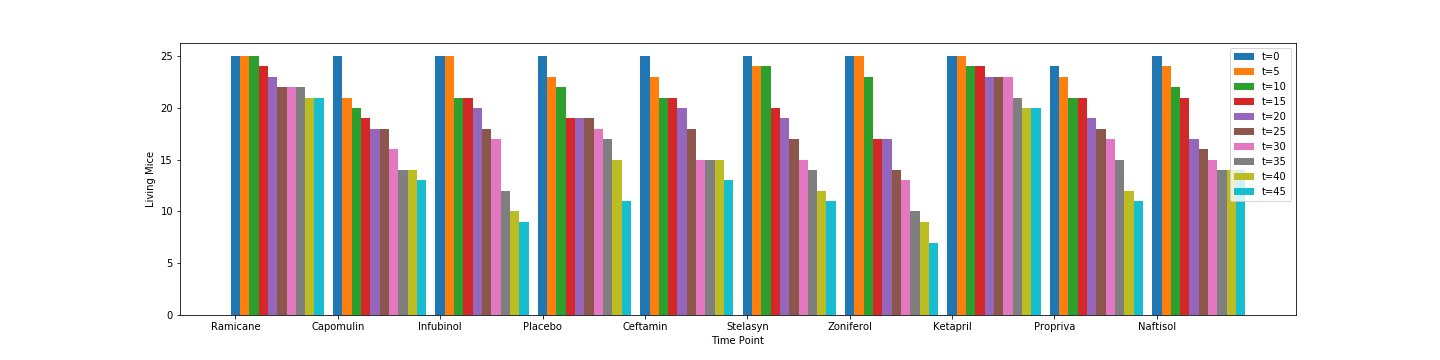 25
20
15
10
5
0
Living Mice
Ramicane Capomulin Infubinol Placebo Ceftamin Stelasyn Zoniferol Ketapril Propriva Naftisol
Time Point
t=0
t=5
t=10
t=15
t=20
t=25
t=30
t=35
t=40
t=45